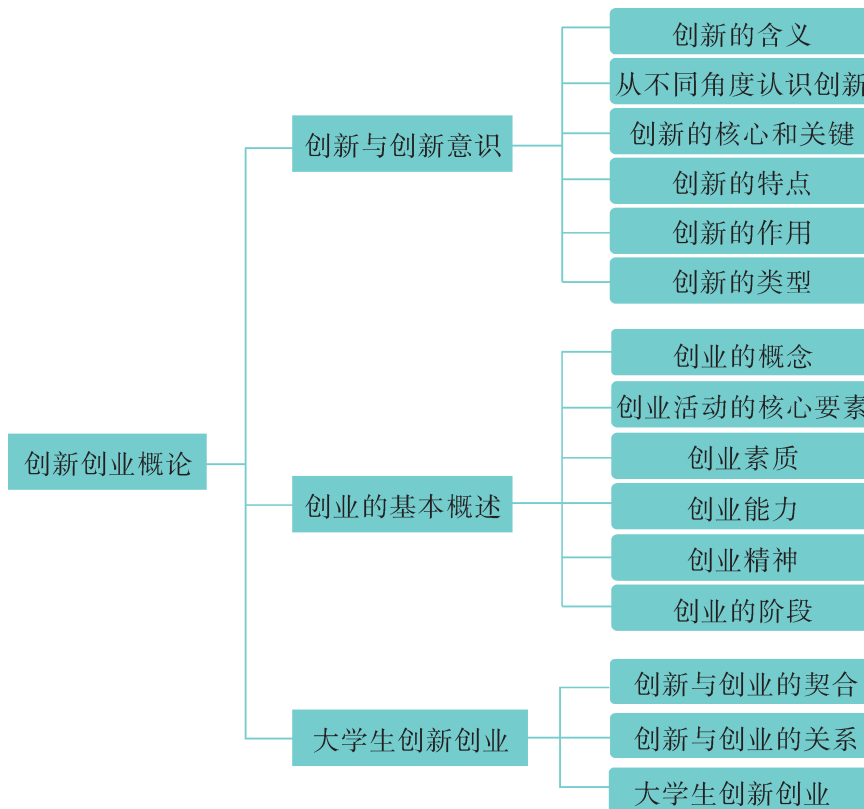 创新创业概论
创新与创新意识
创新的含义
从不同角度认识创新
创新的核心和关键
创新的特点
创新的作用
创新的类型
创业的基本概述
创业的概念
创业活动的核心要素
创业素质
创业能力
创业精神
创业的阶段
大学生创新创业
创新与创业的契合
创新与创业的关系
大学生创新创业